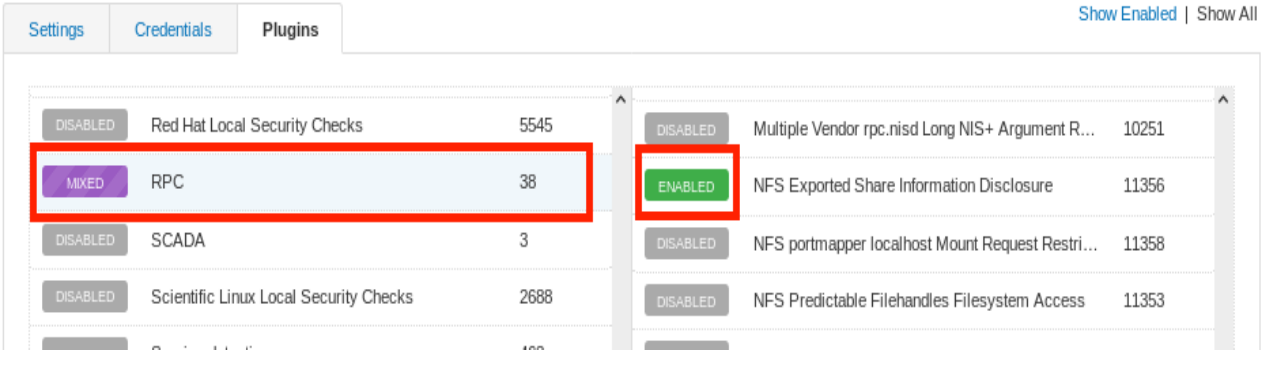 Show Enabled | Show All
Settings Credentials Plugins
DISABLED Red Hat Local Security Checks 5545
MIXED RPC 38
DISABLED SCADA 3
DISABLED Scientific Linux Local Security Checks 2688
DISABLED Multiple Vendor rpc.nisd Long NIS+ Argument R... 10251
ENABLED NFS Exported Share Information Disclosure 11356
DISABLED NFS portmapper localhost Mount Request Restri... 11358
DISABLED NFS Predictable Filehandles Filesystem Access 11353